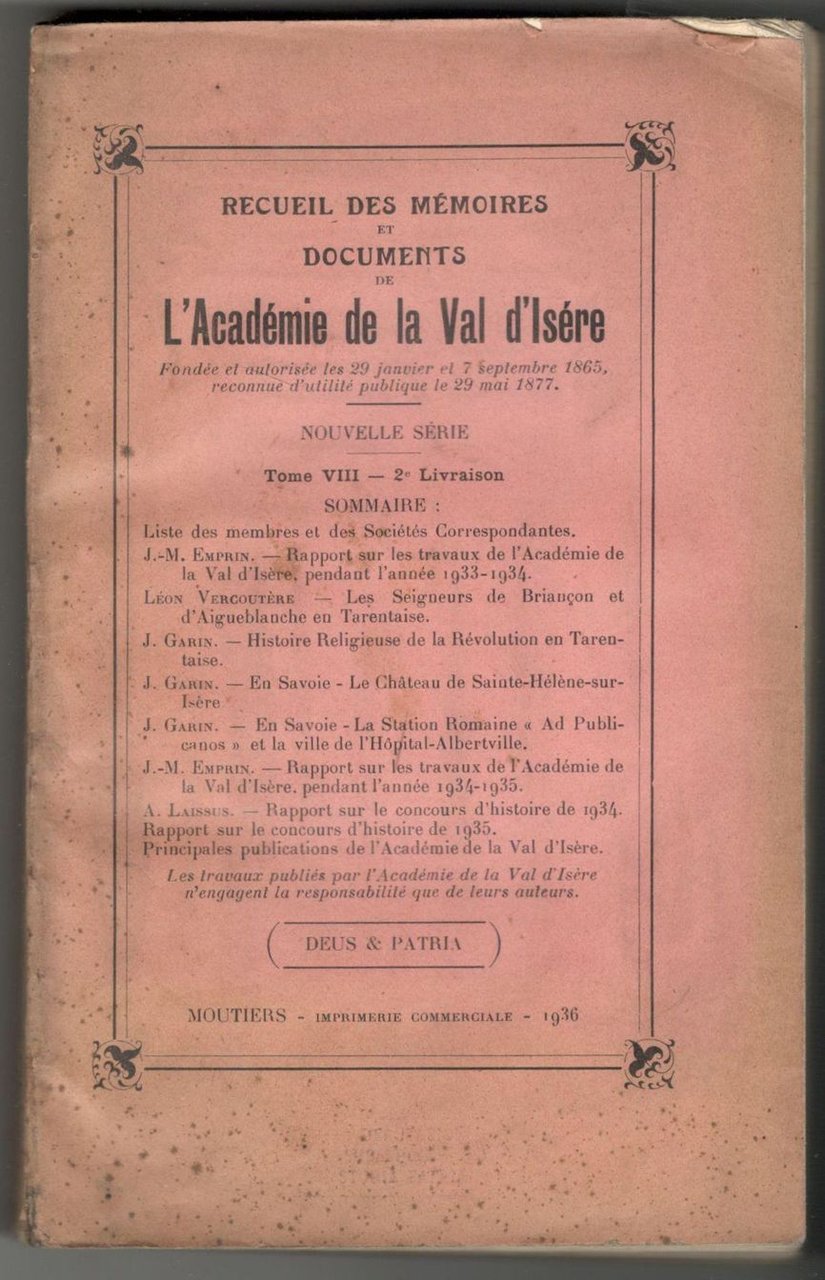 RECUEIL DES MÉMOIRES
ET
DOCUMENTS
DE
L'Académie de la Val d'Isére
Fondée et autorisée les 29 janvier et 7 septembre 1865,
reconnue d'utilité publique le 29 mai 1877.
NOUVELLE SÉRIE
Tome VIII — 2e Livraison
SOMMAIRE :
Liste des membres et des Sociétés Correspondantes.
J.-M. EMPRIN. — Rapport sur les travaux de l'Académie de
la Val d'Isère, pendant l'année 1933-1934.
LÉON VERCOUTÈRE — Les Seigneurs de Briançon et
d'Aigueblanche en Tarentaise.
J. GARIN. — Histoire Religieuse de la Révolution en Taren-
taise.
J. GARIN. — En Savoie - Le Château de Sainte-Hélène-sur-
Isère
J. GARIN. — En Savoie - La Station Romaine « Ad Publi-
canos » et la ville de l'Hôpital-Albertville.
J.-M. EMPRIN. — Rapport sur les travaux de l'Académie de
la Val d'Isère, pendant l'année 1934-1935.
A. LAISSUS. — Rapport sur le concours d'histoire de 1934.
Rapport sur le concours d'histoire de 1935.
Principales publications de l'Académie de la Val d'Isère.
Les travaux publiés par l'Académie de la Val d'Isère
n'engagent la responsabilité que de leurs auteurs.
DEUS & PATRIA
MOUTIERS - IMPRIMERIE COMMERCIALE - 1936